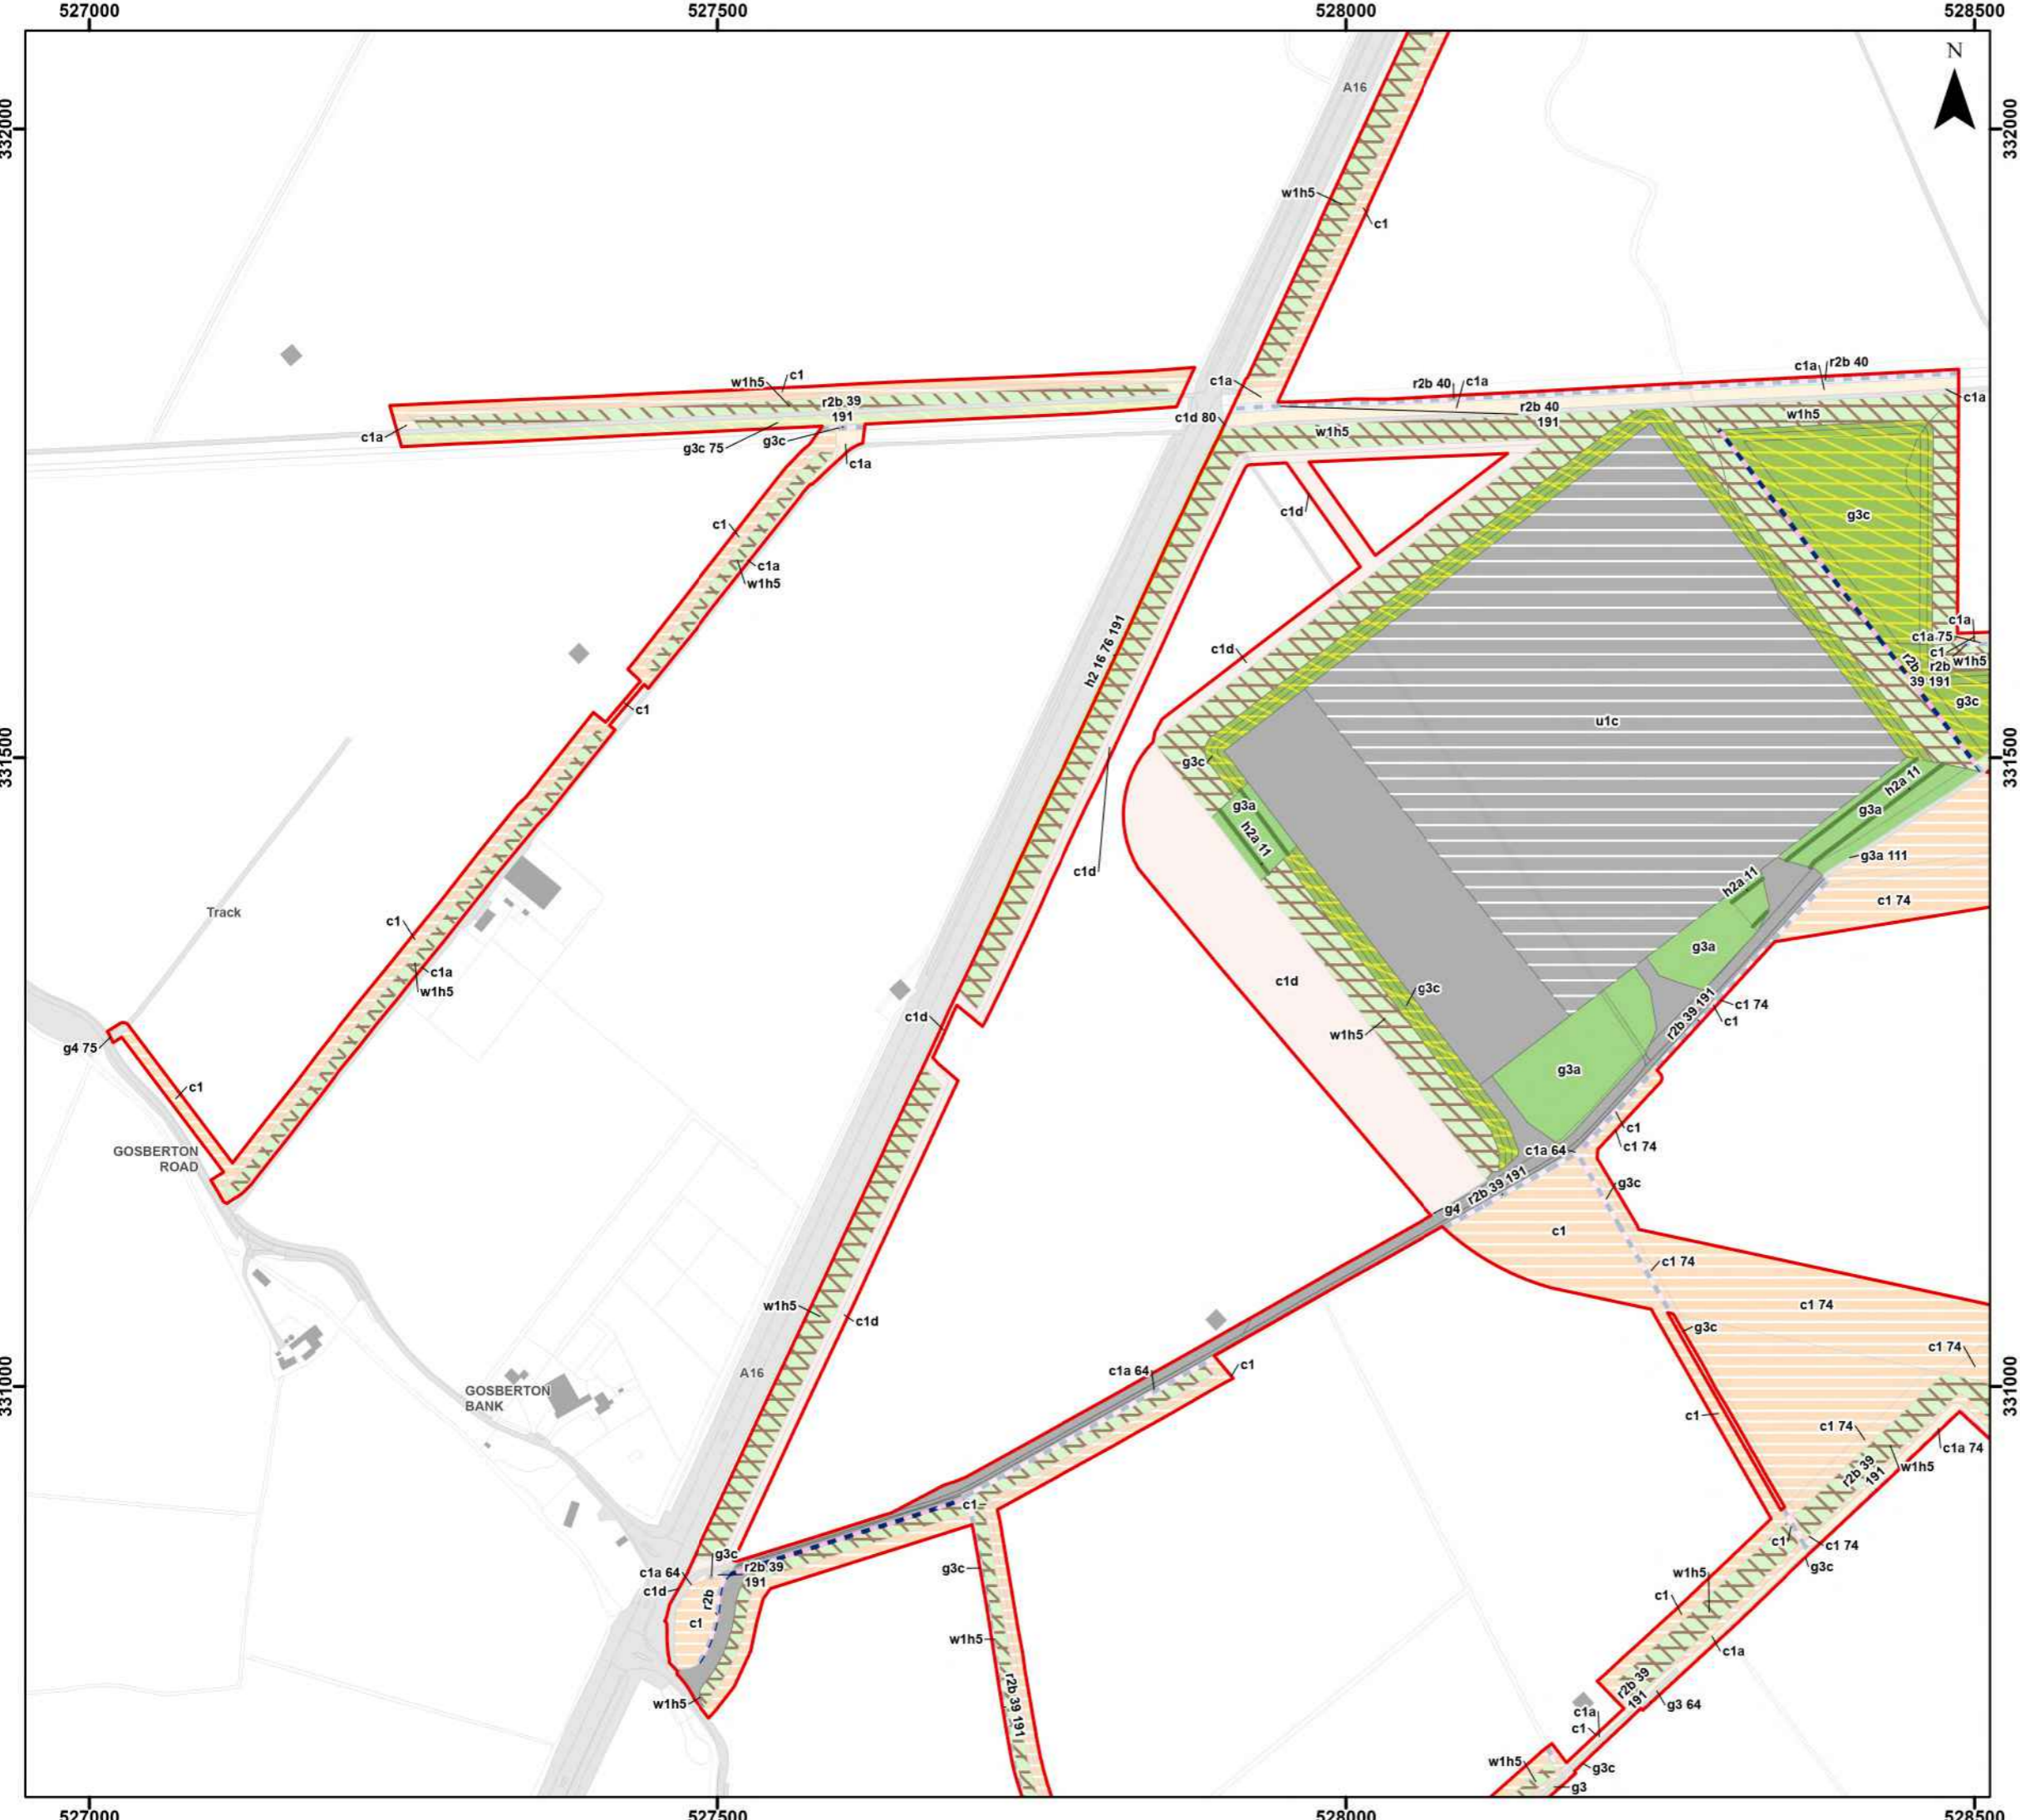 527000
527500
528000
528500
N
A16
332000
332000
w1h5
c1
c1a
r2b 40
c1a
r2b 40
c1a
c1
w1h5
r2b 39
191
c1d 80
r2b 40
191
c1a
w1h5
w1h5
c1a
g3c 75
g3c
c1a
c1
c1d
g3c
c1a
w1h5
h2 16 76 191
c1d
c1a
c1a 75
c1
r2b
w1h5
r2b
39 191
g3c
c1
u1c
331500
331500
g3c
h2a 11
g3a
g3a
h2a 11
g3a 111
c1d
h2a 11
c1 74
Track
c1
g3a
c1a
w1h5
c1d
g3c
c1d
w1h5
r2b 39 191
c1 74
c1
g4 75
g3a
c1
c1
c1 74
GOSBERTON
ROAD
c1a 64
r2b 39 191
g3c
g4
c1
c1 74
w1h5
c1d
c1 74
g3c
c1 74
c1a 64
c1
A16
331000
331000
GOSBERTON
BANK
c1
c1 74
r2b 39
191
w1h5
c1a 74
c1
c1
c1 74
g3c
g3c
c1a 64
r2b 39
191
g3c
c1d
r2b
c1
w1h5
c1
w1h5
c1a
r2b 39 191
r2b 39
191
g3 64
w1h5
c1a
c1
w1h5
g3c
g3
527000
527500
528000
528500